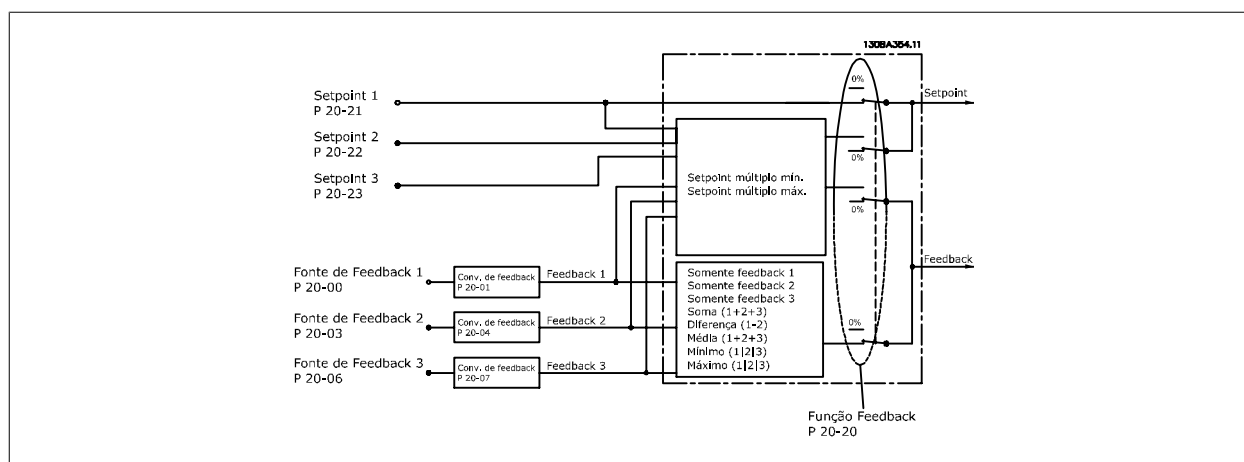 130BA354.11
0%
Setpoint
Setpoint 1
P 20-21
Setpoint 2
P 20-22
0%
Setpoint 3
P 20-23
Setpoint múltiplo mín.
Setpoint múltiplo máx.
0%
Feedback
Fonte de Feedback 1
P 20-00
Conv. de feedback
P 20-01
Feedback 1
Somente feedback 1
Somente feedback 2
Somente feedback 3
Soma (1+2+3)
Diferença (1-2)
Média (1+2+3)
Mínimo (1|2|3)
Máximo (1|2|3)
0%
Fonte de Feedback 2
P 20-03
Conv. de feedback
P 20-04
Feedback 2
Fonte de Feedback 3
P 20-06
Conv. de feedback
P 20-07
Feedback 3
Função Feedback
P 20-20